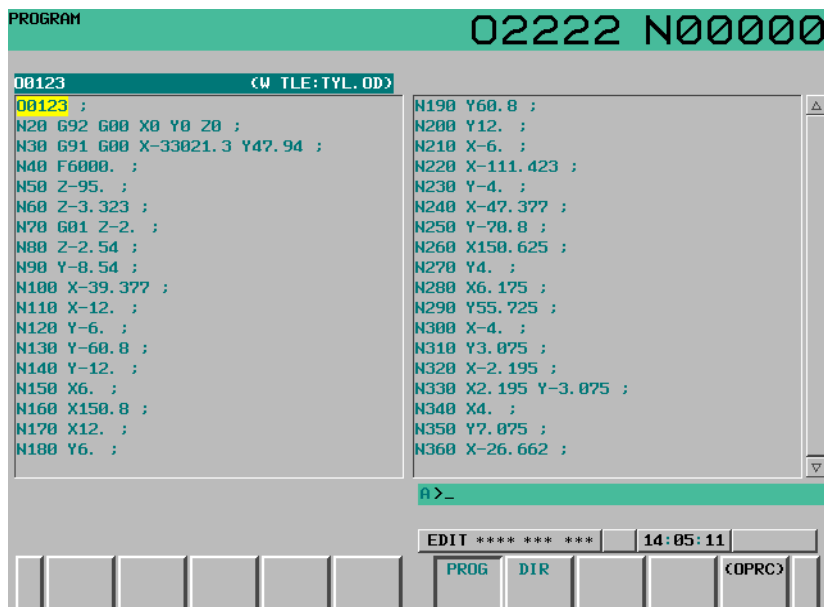 PROGRAM
O2222 N00000
O0123 (W TLE:TYL.OD)
O0123 ;
N20 G92 G00 X0 Y0 Z0 ;
N30 G91 G00 X-33021.3 Y47.94 ;
N40 F6000. ;
N50 Z-95. ;
N60 Z-3.323 ;
N70 G01 Z-2. ;
N80 Z-2.54 ;
N90 Y-8.54 ;
N100 X-39.377 ;
N110 X-12. ;
N120 Y-6. ;
N130 Y-60.8 ;
N140 Y-12. ;
N150 X6. ;
N160 X150.8 ;
N170 X12. ;
N180 Y6. ;
N190 Y60.8 ;
N200 Y12. ;
N210 X-6. ;
N220 X-111.423 ;
N230 Y-4. ;
N240 X-47.377 ;
N250 Y-70.8 ;
N260 X150.625 ;
N270 Y4. ;
N280 X6.175 ;
N290 Y55.725 ;
N300 X-4. ;
N310 Y3.075 ;
N320 X-2.195 ;
N330 X2.195 Y-3.075 ;
N340 X4. ;
N350 Y7.075 ;
N360 X-26.662 ;
A>_
EDIT **** *** *** 14:05:11
PROG DIR (OPRC)